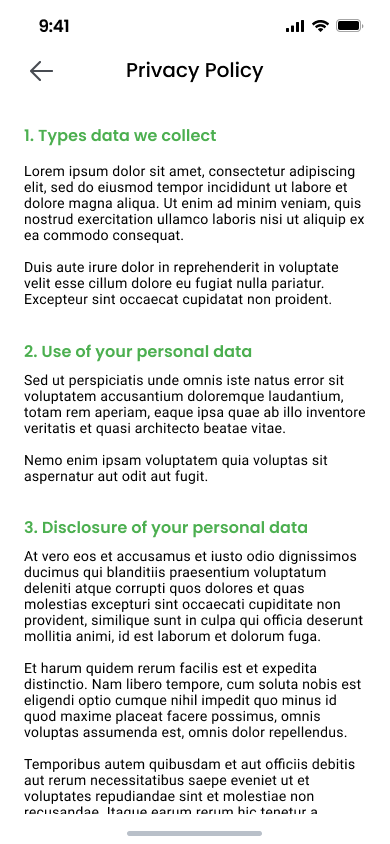 9:41
Privacy Policy
1. Types data we collect
Lorem ipsum dolor sit amet, consectetur adipiscing
elit, sed do eiusmod tempor incididunt ut labore et
dolore magna aliqua. Ut enim ad minim veniam, quis
nostrud exercitation ullamco laboris nisi ut aliquip ex
ea commodo consequat.
Duis aute irure dolor in reprehenderit in voluptate
velit esse cillum dolore eu fugiat nulla pariatur.
Excepteur sint occaecat cupidatat non proident.
2. Use of your personal data
Sed ut perspiciatis unde omnis iste natus error sit
voluptatem accusantium doloremque laudantium,
totam rem aperiam, eaque ipsa quae ab illo inventore
veritatis et quasi architecto beatae vitae.
Nemo enim ipsam voluptatem quia voluptas sit
aspernatur aut odit aut fugit.
3. Disclosure of your personal data
At vero eos et accusamus et iusto odio dignissimos
ducimus qui blanditiis praesentium voluptatum
deleniti atque corrupti quos dolores et quas
molestias excepturi sint occaecati cupiditate non
provident, similique sunt in culpa qui officia deserunt
mollitia animi, id est laborum et dolorum fuga.
Et harum quidem rerum facilis est et expedita
distinctio. Nam libero tempore, cum soluta nobis est
eligendi optio cumque nihil impedit quo minus id
quod maxime placeat facere possimus, omnis
voluptas assumenda est, omnis dolor repellendus.
Temporibus autem quibusdam et aut officiis debitis
aut rerum necessitatibus saepe eveniet ut et
voluptates repudiandae sint et molestiae non
recusandae. Itaque earum rerum hic tenetur a